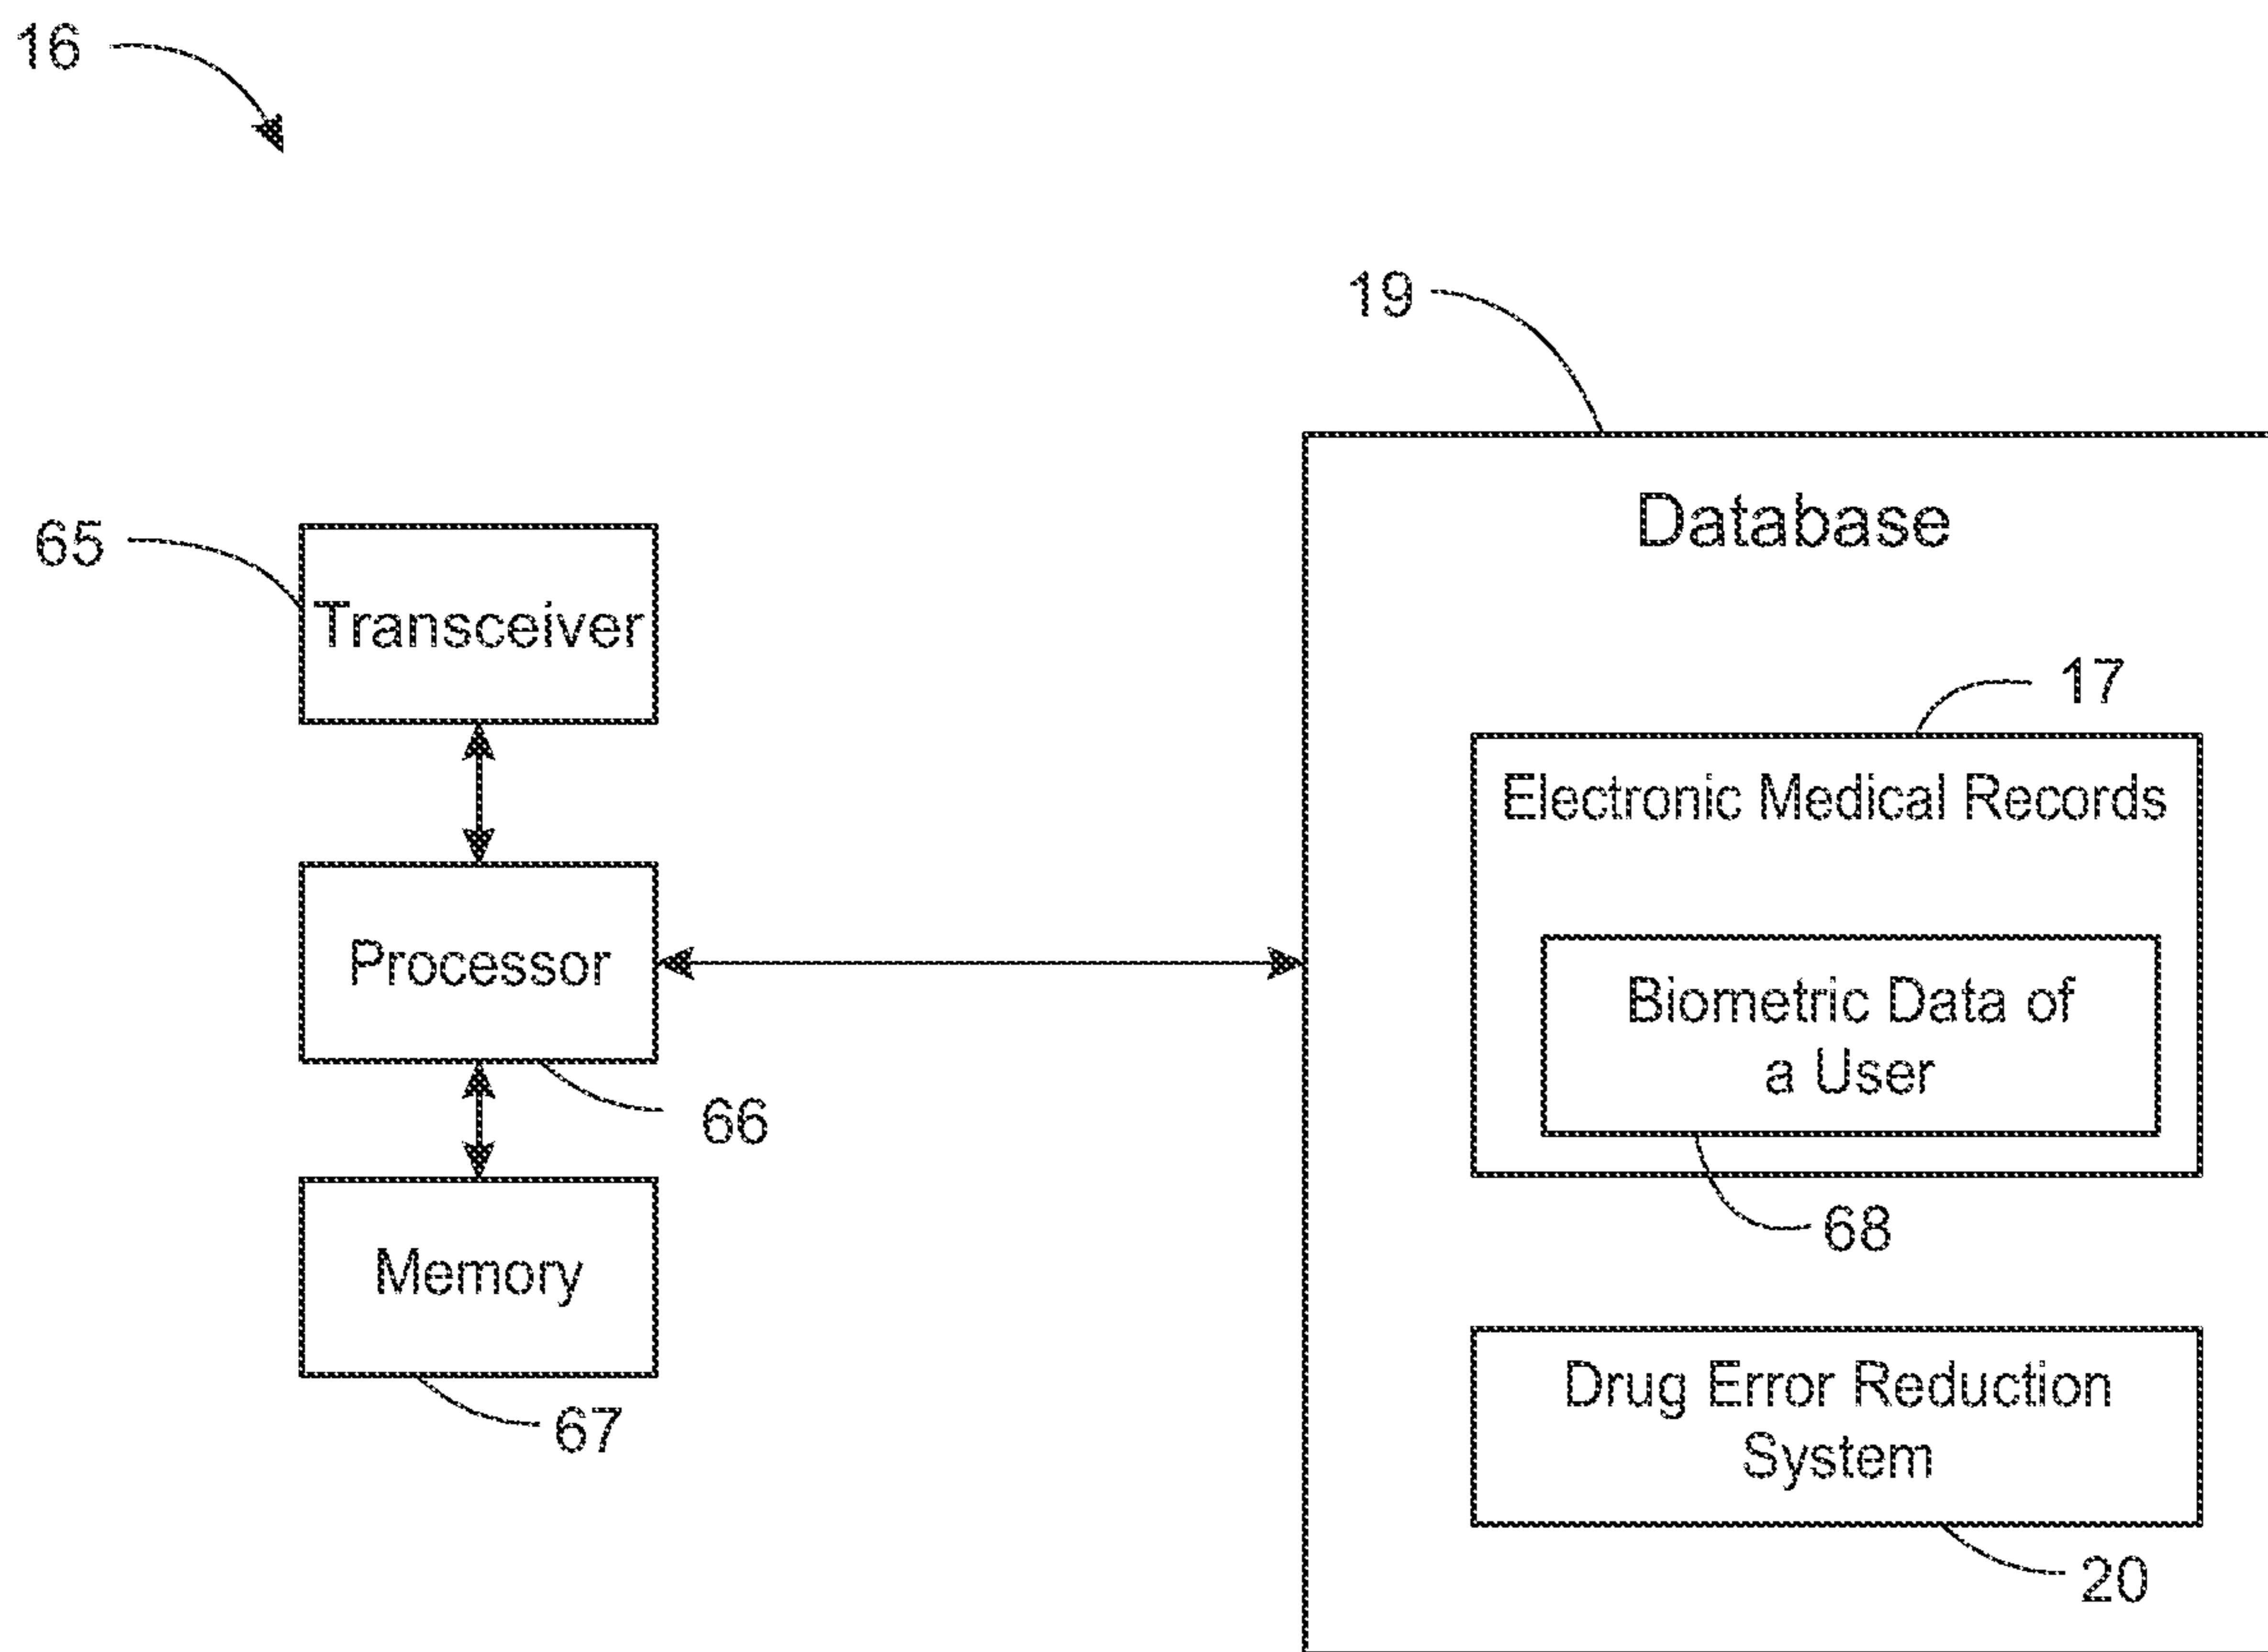 16
19
Database
65
Transceiver
17
Electronic Medical Records
Processor
Biometric Data of
a User
66
68
Memory
67
Drug Error Reduction
System
20